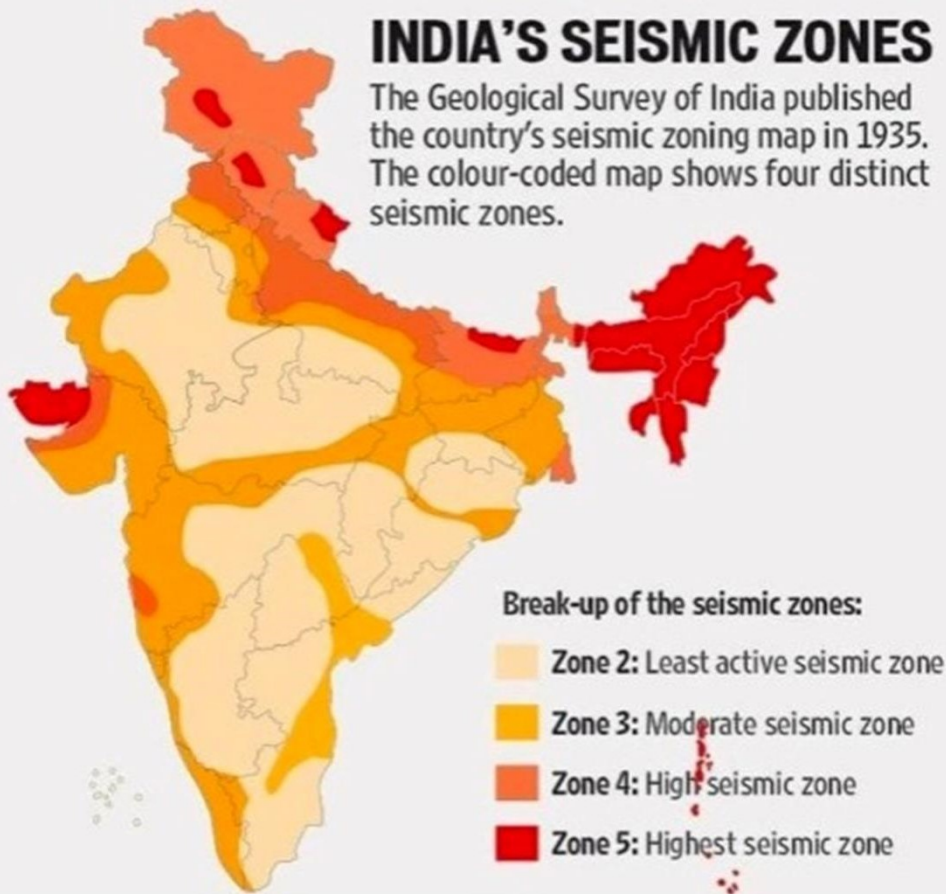 INDIA'S SEISMIC ZONES
The Geological Survey of India published
the country's seismic zoning map in 1935.
The colour-coded map shows four distinct
seismic zones.
Break-up of the seismic zones:
Zone 2: Least active seismic zone
Zone 3: Moderate seismic zone
Zone 4: High seismic zone
Zone 5: Highest seismic zone